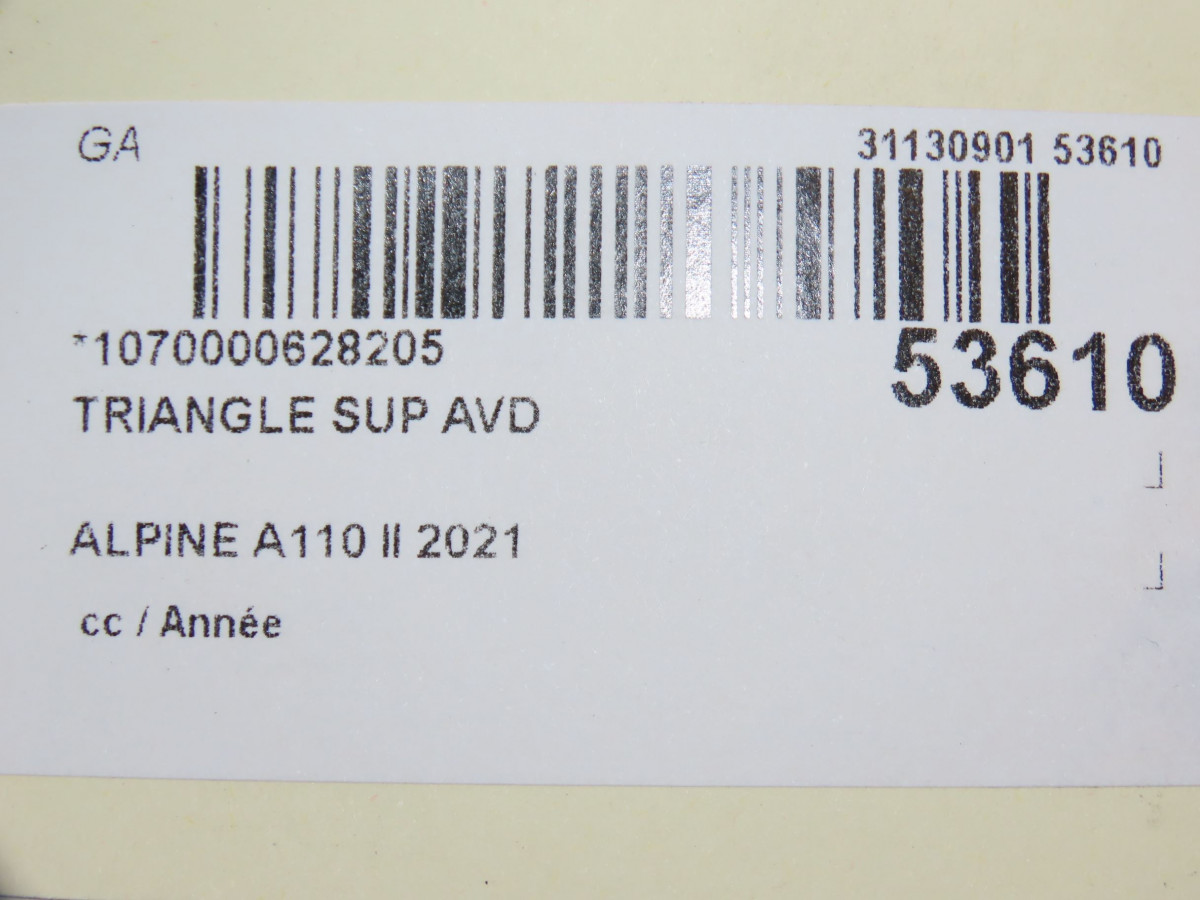 GA
31130901 53610
*1070000628205
53610
TRIANGLE SUP AVD
ALPINE A110 II 2021
cc / Année